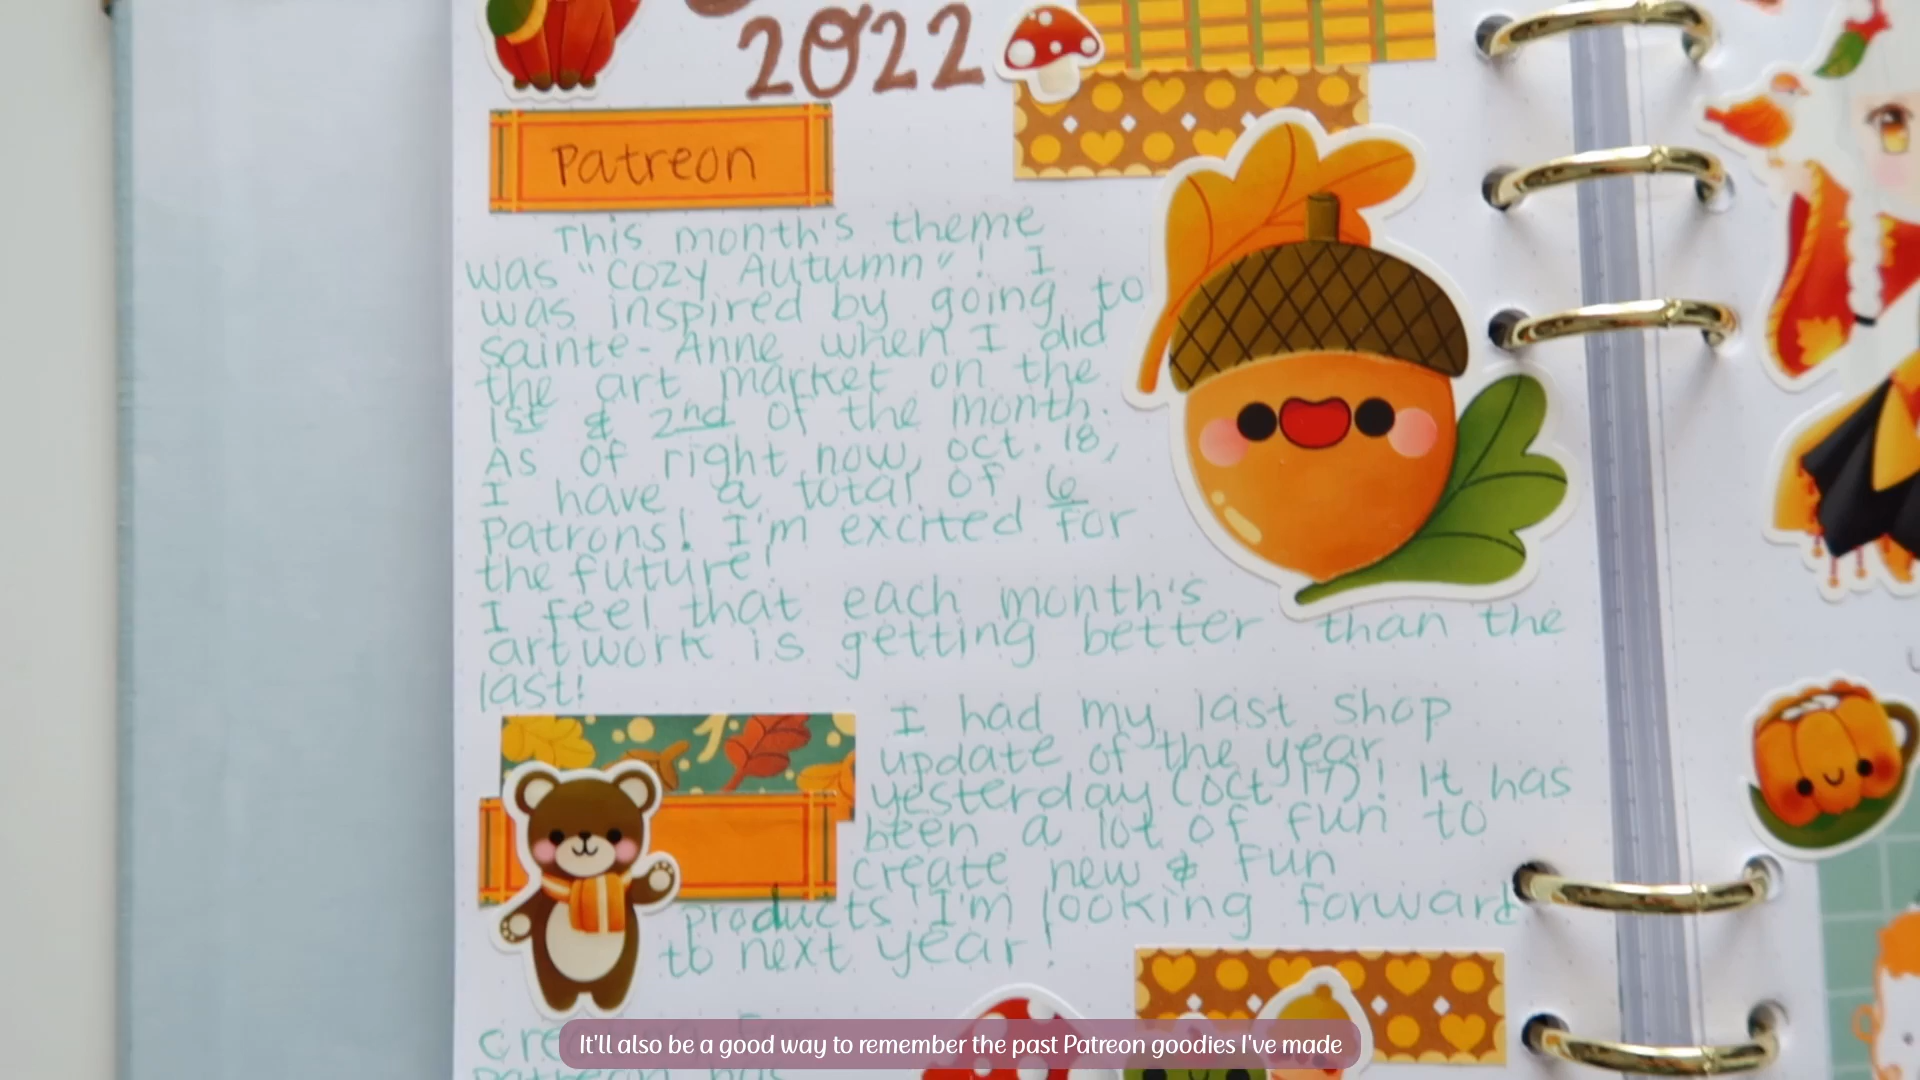 2022
Patreon
This month's theme
was "Cozy Autumn"! I
was inspired by going to
Sainte-Anne when I did
the art market on the
1st & 2nd of the month.
As of right now, Oct. 18,
I have a total of 6
Patrons! I'm excited for
the future!
I feel that each month's
artwork is getting better than the
last!
I had my last shop
update of the year
yesterday (Oct 17)! It has
been a lot of fun to
create new & fun
products! I'm looking forward
to next year!
It'll also be a good way to remember the past Patreon goodies I've made